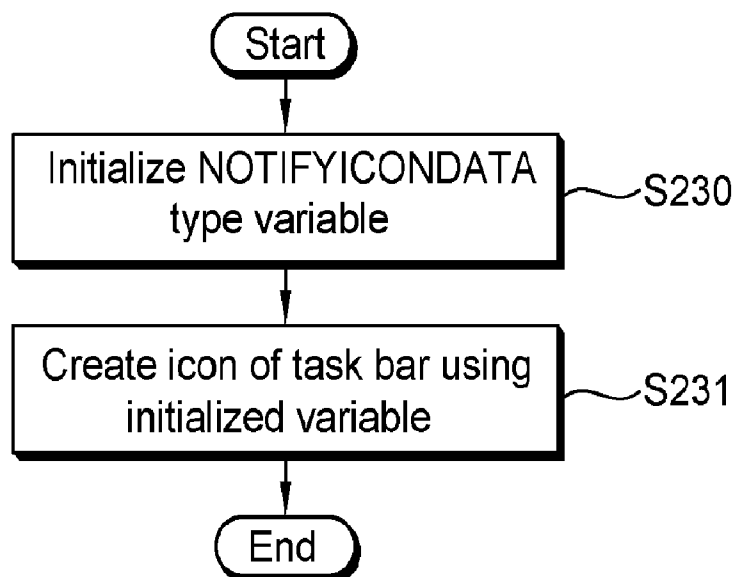 Start
Initialize NOTIFYICONDATA
type variable
S230
Create icon of task bar using
initialized variable
S231
End